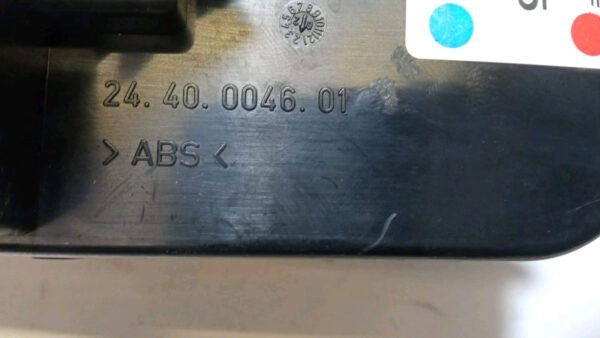 24. 40. 0046. 01
> ABS <